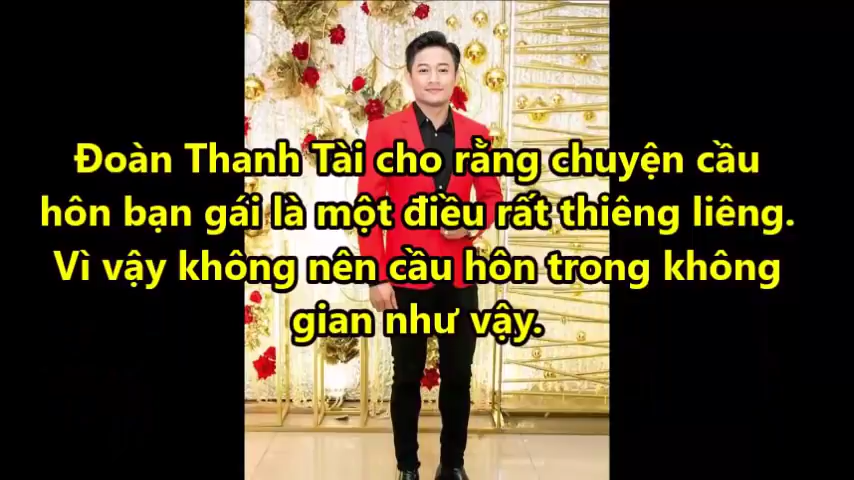 Đoàn Thanh Tài cho rằng chuyện cầu
hôn bạn gái là một điều rất thiêng liêng.
Vì vậy không nên cầu hôn trong không
gian như vậy.